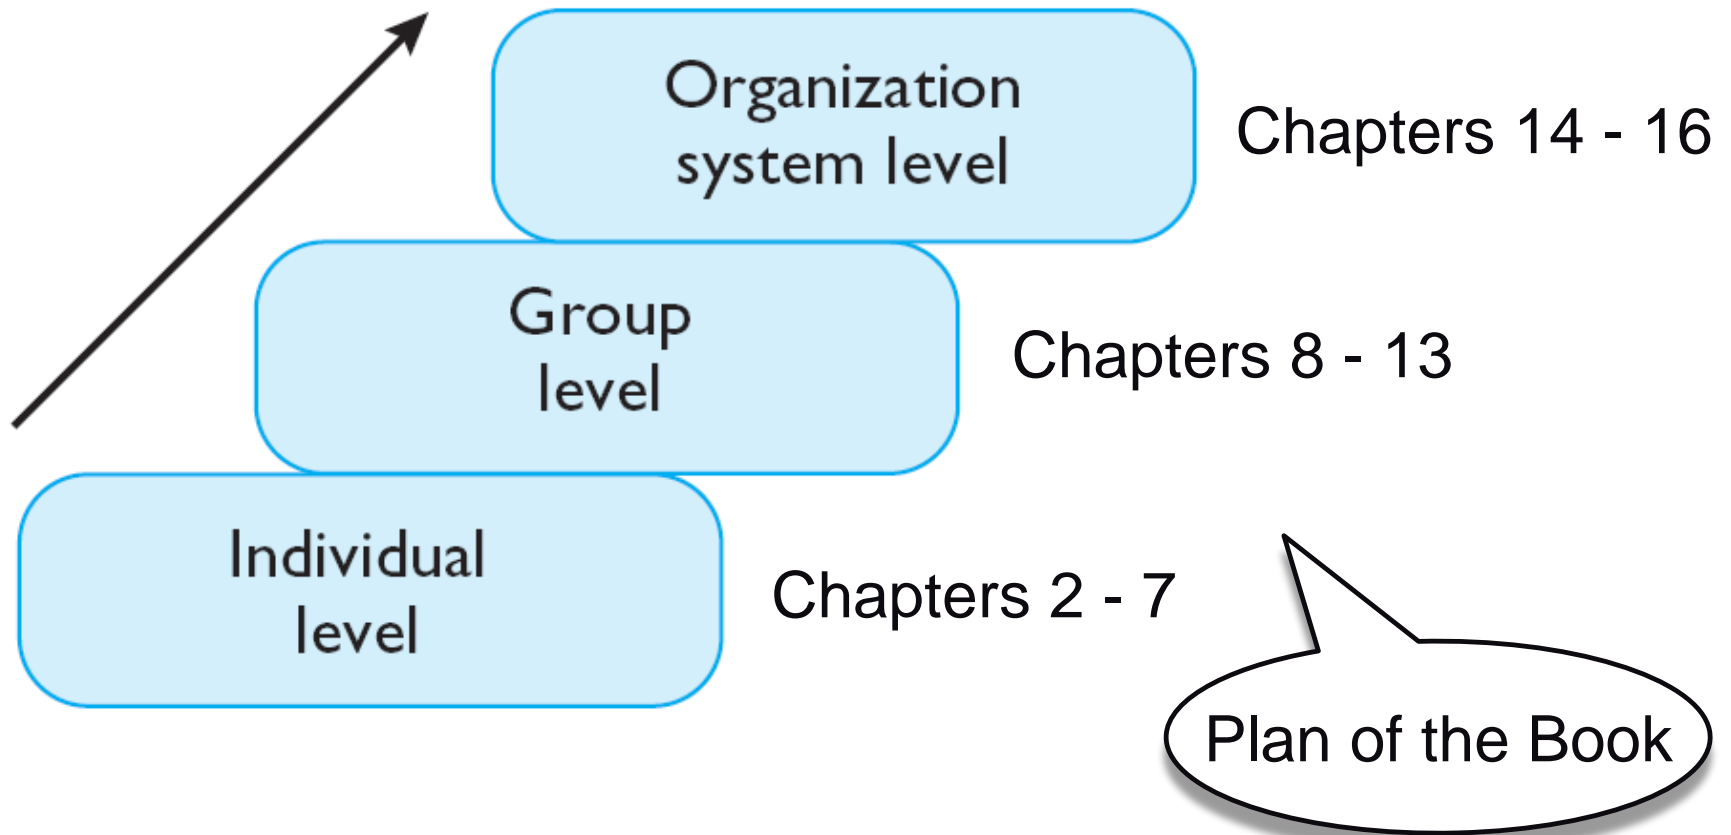 Organization
system level
Chapters 14 - 16
Group
level
Chapters 8 - 13
Individual
level
Chapters 2 - 7
Plan of the Book